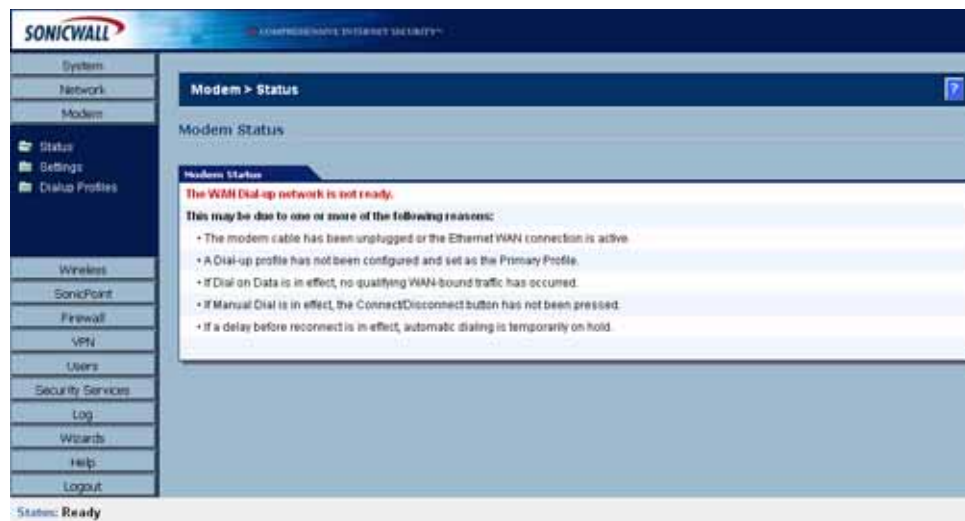 SONICWALL
COMPREHENSIVE INTERNET SECURITY™
System
Network
Modem
Status
Settings
Dialup Profiles
Wireless
SonicPoint
Firewall
VPN
Users
Security Services
Log
Wizards
Help
Logout
Modem > Status
?
Modem Status
Modem Status
The WAN Dial-up network is not ready.
This may be due to one or more of the following reasons:
• The modem cable has been unplugged or the Ethernet WAN connection is active.
• A Dial-up profile has not been configured and set as the Primary Profile.
• If Dial on Data is in effect, no qualifying WAN-bound traffic has occurred.
• If Manual Dial is in effect, the Connect/Disconnect button has not been pressed.
• If a delay before reconnect is in effect, automatic dialing is temporarily on hold.
Status: Ready